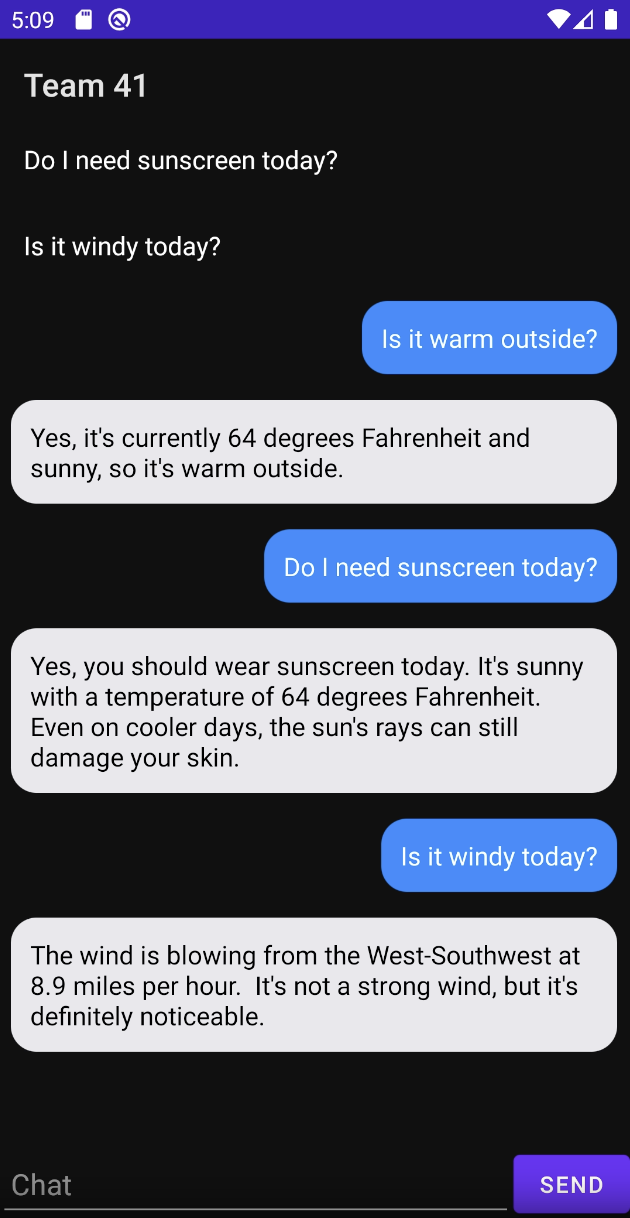 5:09
Team 41
Do I need sunscreen today?
Is it windy today?
Is it warm outside?
Yes, it's currently 64 degrees Fahrenheit and
sunny, so it's warm outside.
Do I need sunscreen today?
Yes, you should wear sunscreen today. It's sunny
with a temperature of 64 degrees Fahrenheit.
Even on cooler days, the sun's rays can still
damage your skin.
Is it windy today?
The wind is blowing from the West-Southwest at
8.9 miles per hour.  It's not a strong wind, but it's
definitely noticeable.
Chat
SEND